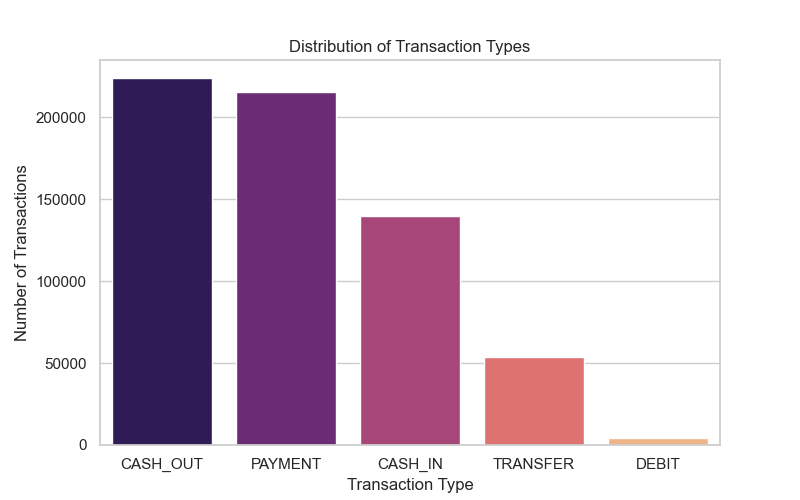 Distribution of Transaction Types
Number of Transactions
200000
150000
100000
50000
0
CASH_OUT PAYMENT CASH_IN TRANSFER DEBIT
Transaction Type